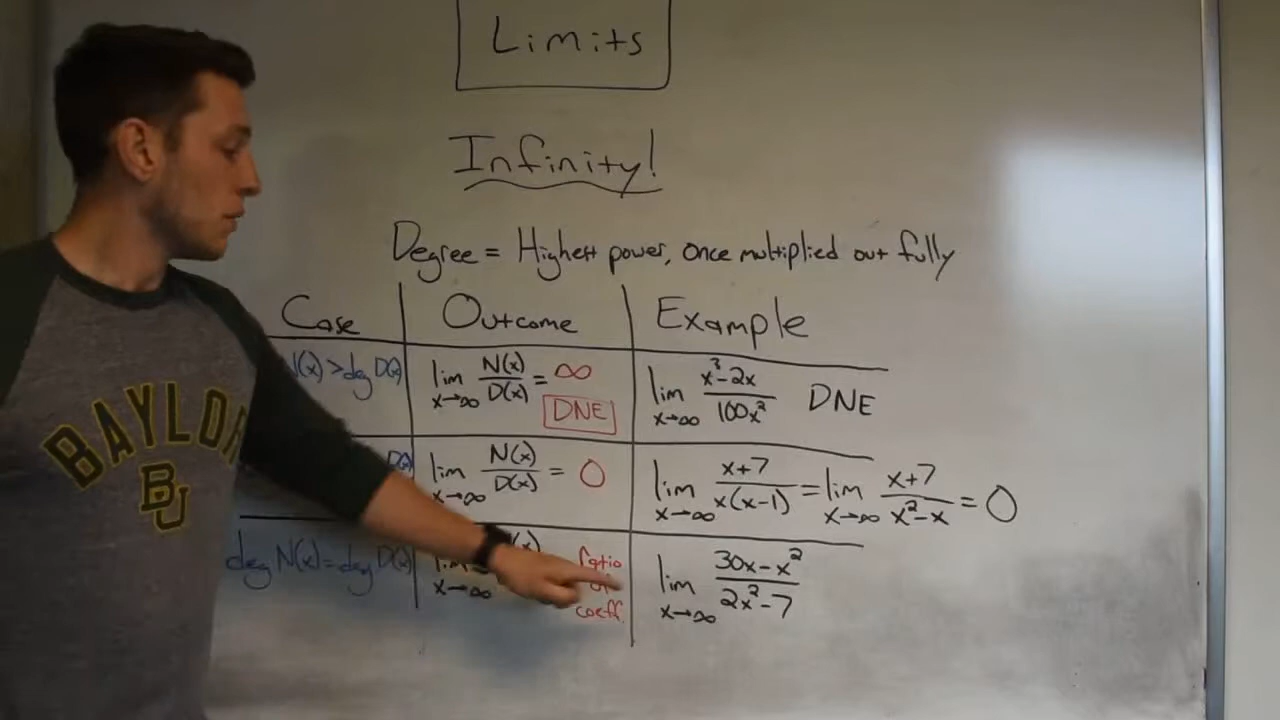 Limits
Infinity!
Degree = Highest power, once multiplied out fully
Case Outcome Example
N(x) > deg D(x) lim x→∞ N(x)/D(x) = ∞ DNE lim x→∞ x³-2x/100x² DNE
D(x) lim x→∞ N(x)/D(x) = 0 lim x→∞ x+7/x(x-1) = lim x→∞ x+7/x²-x = 0
deg N(x) = deg D(x) lim x→∞ ratio coeff. lim x→∞ 30x-x²/2x²-7
BAYLOR
BU